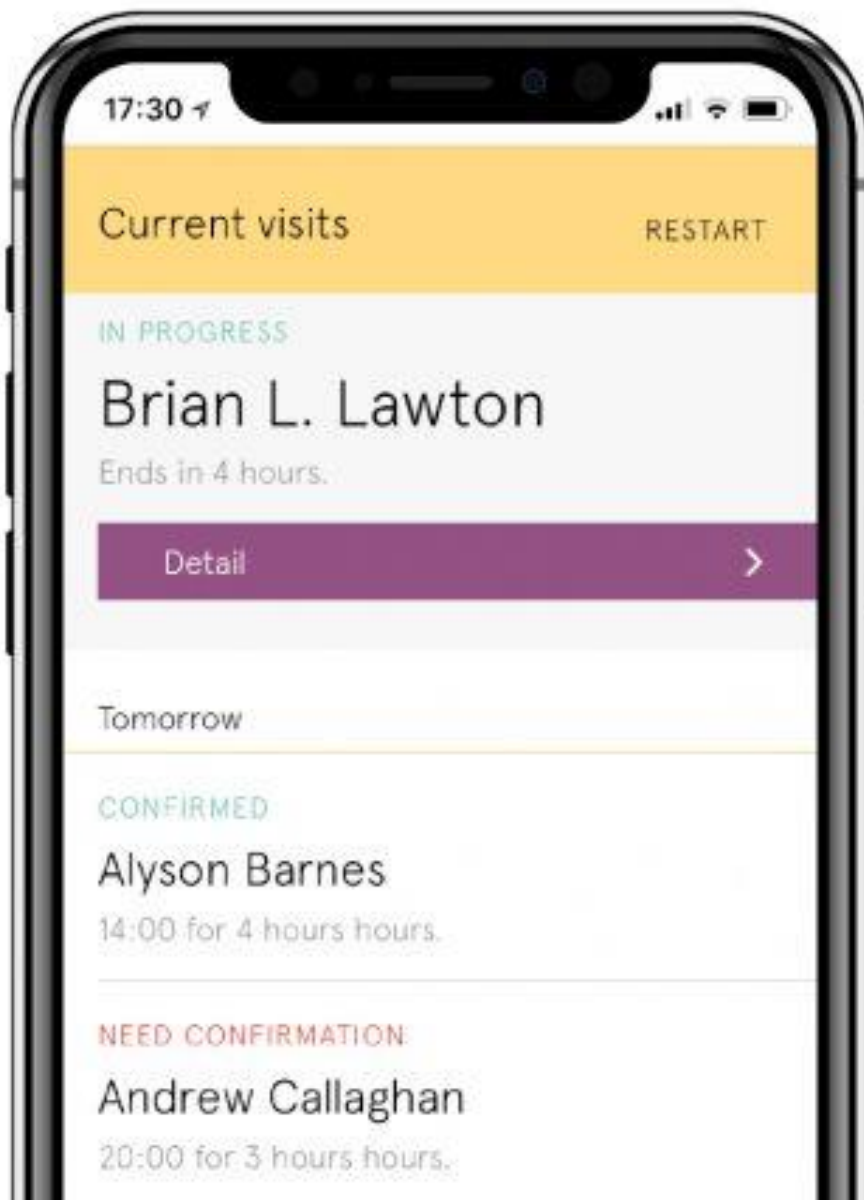 17:30
Current visits
RESTART
IN PROGRESS
Brian L. Lawton
Ends in 4 hours.
Detail
Tomorrow
CONFIRMED
Alyson Barnes
14:00 for 4 hours hours.
NEED CONFIRMATION
Andrew Callaghan
20:00 for 3 hours hours.